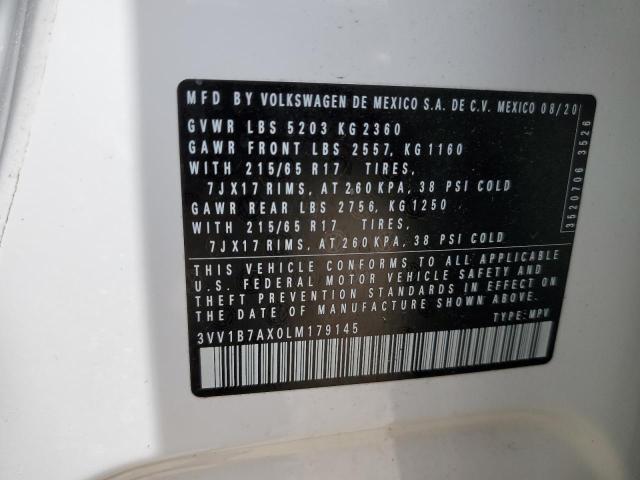 MFD BY VOLKSWAGEN DE MEXICO S.A. DE C.V. MEXICO 08/20
GVWR LBS 5203 KG 2360
GAWR FRONT LBS 2557, KG 1160
WITH 215/65 R17 TIRES,
7JX17 RIMS, AT 260 KPA, 38 PSI COLD
GAWR REAR LBS 2756, KG 1250
WITH 215/65 R17 TIRES,
7JX17 RIMS, AT 260 KPA, 38 PSI COLD
THIS VEHICLE CONFORMS TO ALL APPLICABLE
U.S. FEDERAL MOTOR VEHICLE SAFETY AND
THEFT PREVENTION STANDARDS IN EFFECT ON
THE DATE OF MANUFACTURE SHOWN ABOVE.
3VV1B7AX0LM179145 TYPE: MPV
3520706 3526